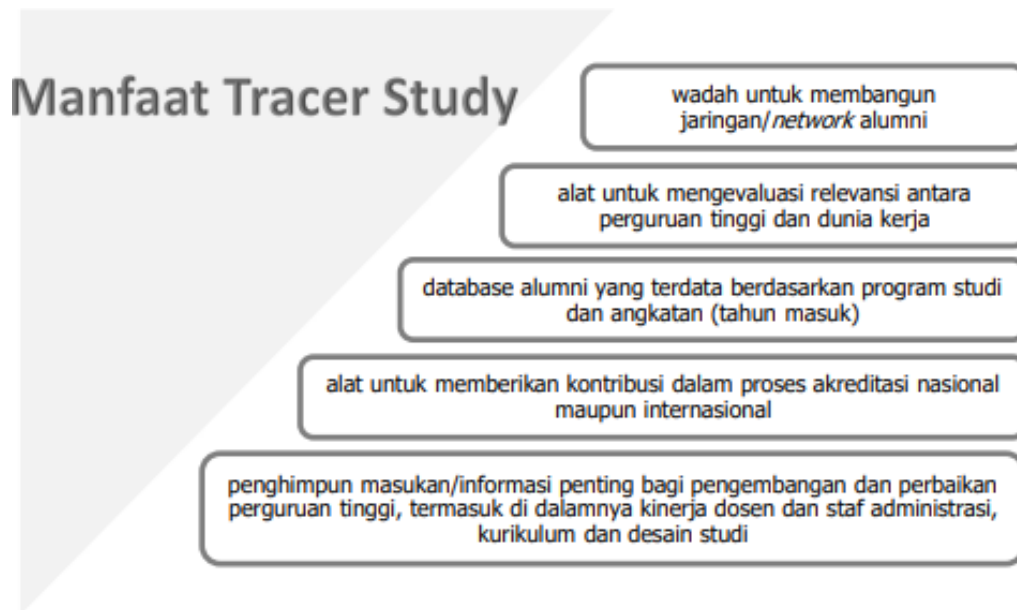 Manfaat Tracer Study
wadah untuk membangun
jaringan/network alumni
alat untuk mengevaluasi relevansi antara
perguruan tinggi dan dunia kerja
database alumni yang terdata berdasarkan program studi
dan angkatan (tahun masuk)
alat untuk memberikan kontribusi dalam proses akreditasi nasional
maupun internasional
penghimpun masukan/informasi penting bagi pengembangan dan perbaikan
perguruan tinggi, termasuk di dalamnya kinerja dosen dan staf administrasi,
kurikulum dan desain studi